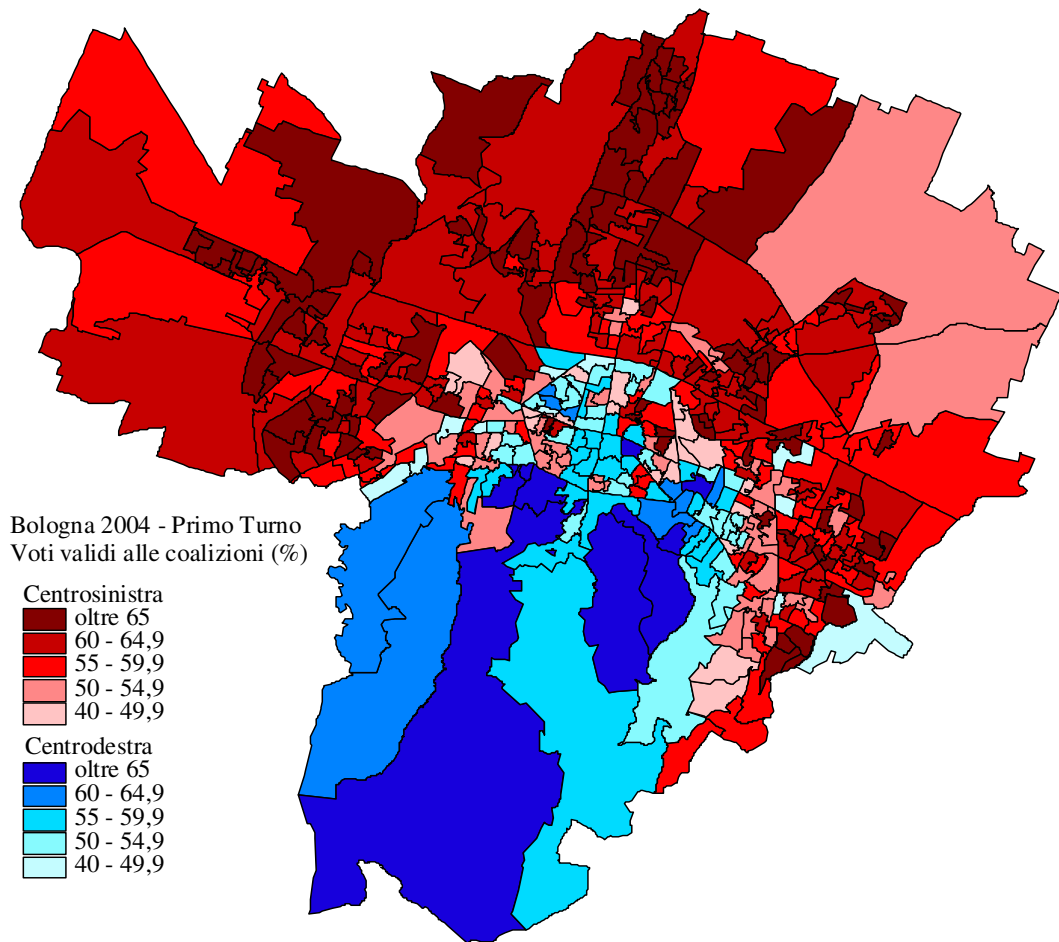 Bologna 2004 - Primo Turno
Voti validi alle coalizioni (%)
Centrosinistra
oltre 65
60 - 64,9
55 - 59,9
50 - 54,9
40 - 49,9
Centrodestra
oltre 65
60 - 64,9
55 - 59,9
50 - 54,9
40 - 49,9